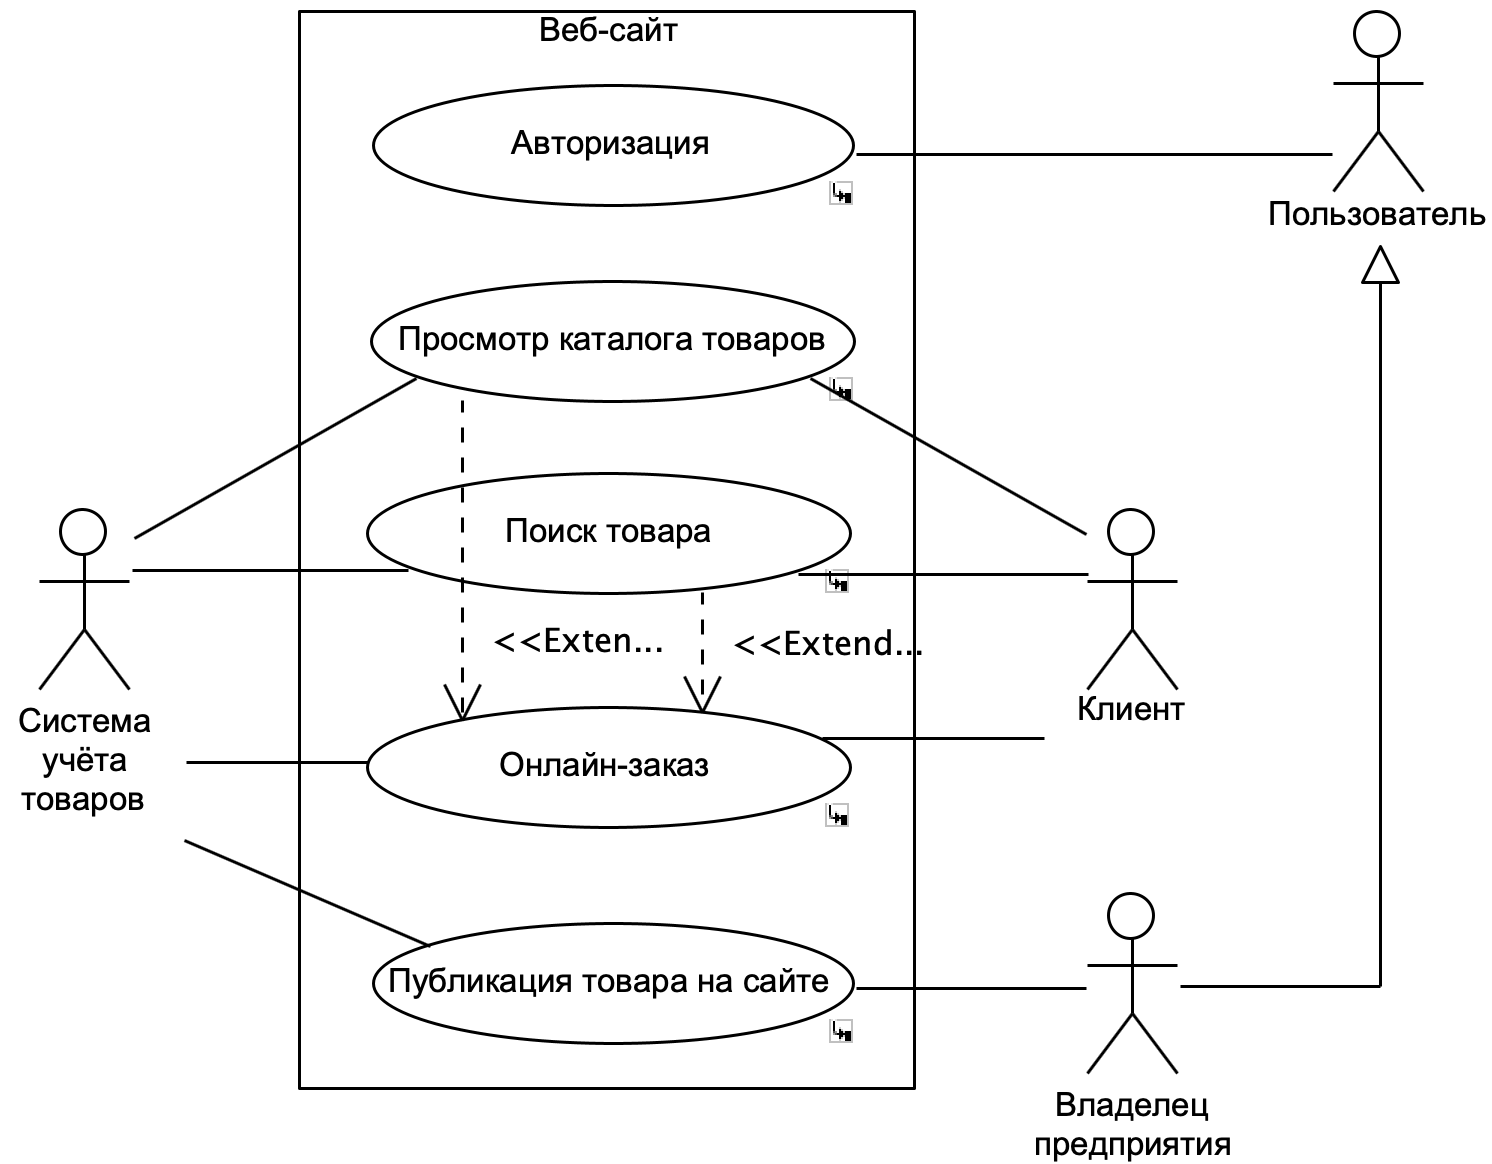 Веб-сайт
Авторизация
Пользователь
Просмотр каталога товаров
Поиск товара
<<Exten...
<<Extend...
Система
учёта
товаров
Клиент
Онлайн-заказ
Публикация товара на сайте
Владелец
предприятия